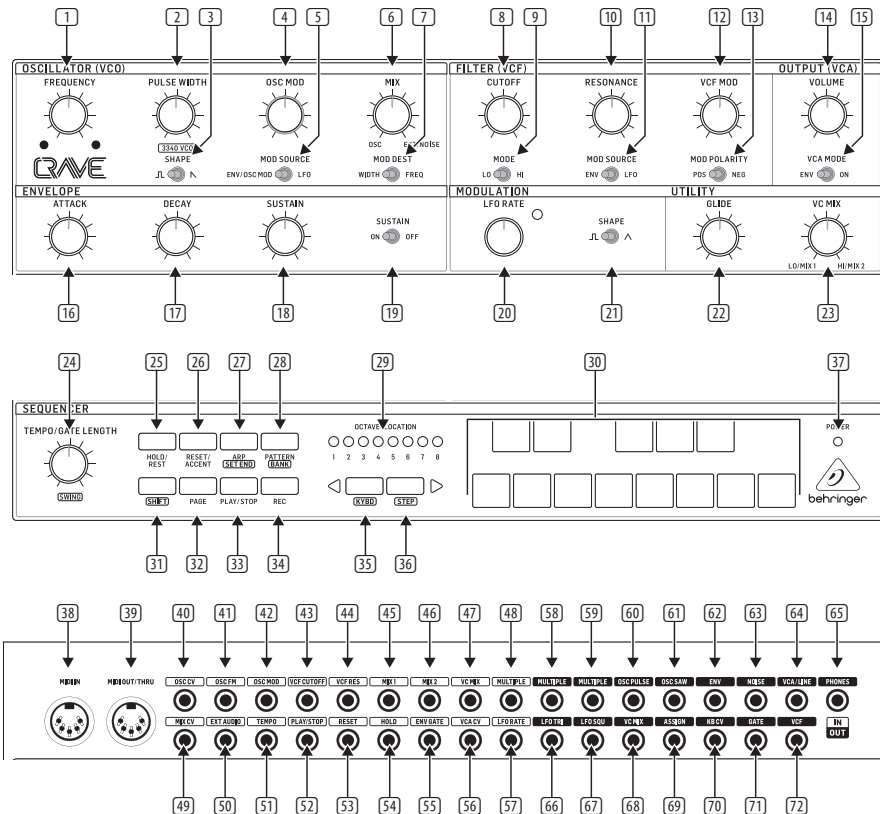 1 2 3 4 5 6 7 8 9 10 11 12 13 14 15
OSCILLATOR (VCO) FILTER (VCF) OUTPUT (VCA)
FREQUENCY PULSE WIDTH OSC MOD MIX CUTOFF RESONANCE VCF MOD VOLUME
OSC EXT/NOISE
3340 VCO
CRAVE
SHAPE MOD SOURCE MOD DEST MODE MOD SOURCE MOD POLARITY VCA MODE
ENV/OSC MOD LFO WIDTH FREQ LO HI ENV LFO POS NEG ENV ON
ENVELOPE MODULATION UTILITY
ATTACK DECAY SUSTAIN LFO RATE SHAPE GLIDE VC MIX
SUSTAIN
ON OFF
LO/MIX 1 HI/MIX 2
16 17 18 19 20 21 22 23
24 25 26 27 28 29 30 37
SEQUENCER
TEMPO/GATE LENGTH OCTAVE LOCATION POWER
1 2 3 4 5 6 7 8
HOLD/REST RESET/ACCENT ARP SET END PATTERN BANK
SWING SHIFT PAGE PLAY/STOP REC KYBD STEP
behringer
31 32 33 34 35 36
38 39 40 41 42 43 44 45 46 47 48 58 59 60 61 62 63 64 65
MIDI IN MIDI OUT/THRU OSC CV OSC FM OSC MOD VCF CUTOFF VCF RES MIX 1 MIX 2 VC MIX MULTIPLE MULTIPLE MULTIPLE OSC PULSE OSC SAW ENV NOISE VCA/LINE PHONES
MIX CV EXT AUDIO TEMPO PLAY/STOP RESET HOLD ENV GATE VCA CV LFO RATE LFO TRI LFO SQU VC MIX ASSIGN KB CV GATE VCF IN
OUT
49 50 51 52 53 54 55 56 57 66 67 68 69 70 71 72